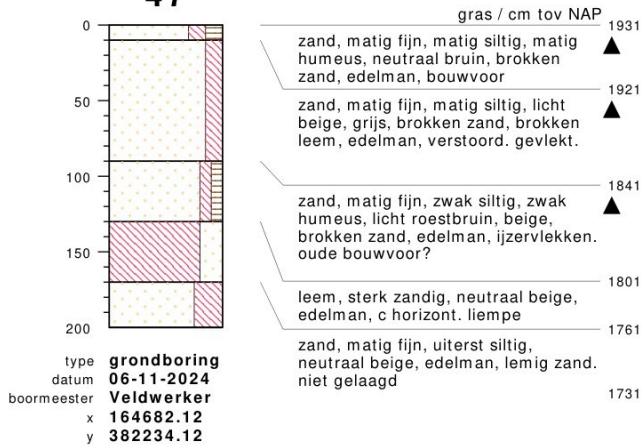 gras / cm tov NAP
0
1931
zand, matig fijn, matig siltig, matig
humeus, neutraal bruin, brokken
zand, edelman, bouwvoor
1921
zand, matig fijn, matig siltig, licht
beige, grijs, brokken zand, brokken
leem, edelman, verstoord. gevlekt.
50
100
1841
zand, matig fijn, zwak siltig, zwak
humeus, licht roestbruin, beige,
brokken zand, edelman, ijzervlekken.
oude bouwvoor?
150
1801
leem, sterk zandig, neutraal beige,
edelman, c horizont. liempe
1761
200
zand, matig fijn, uiterst siltig,
neutraal beige, edelman, lemig zand.
niet gelaagd
1731
type grondboring
datum 06-11-2024
boormeester Veldwerker
x 164682.12
y 382234.12